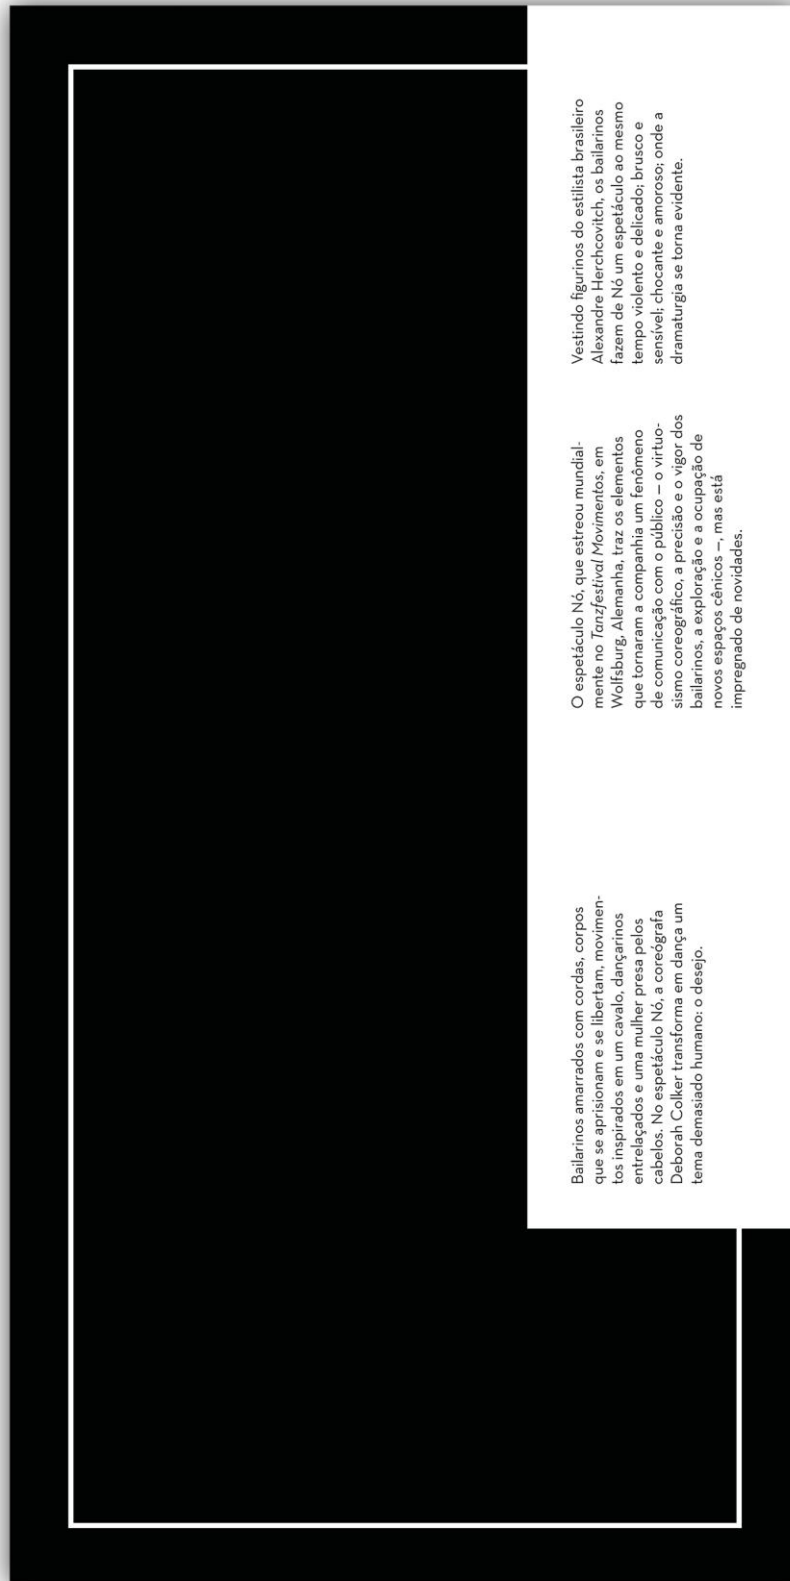 Bailarinos amarrados com cordas, corpos
que se aprisionam e se libertam, movimen-
tos inspirados em um cavalo, dançarinos
entrelaçados e uma mulher presa pelos
cabelos. No espetáculo Nó, a coreógrafa
Deborah Colker transforma em dança um
tema demasiado humano: o desejo.
O espetáculo Nó, que estreou mundial-
mente no Tanzfestival Movimentos, em
Wolfsburg, Alemanha, traz os elementos
que tornaram a companhia um fenômeno
de comunicação com o público – o virtuo-
sismo coreográfico, a precisão e o vigor dos
bailarinos, a exploração e a ocupação de
novos espaços cênicos –, mas está
impregnado de novidades.
Vestindo figurinos do estilista brasileiro
Alexandre Herchcovitch, os bailarinos
fazem de Nó um espetáculo ao mesmo
tempo violento e delicado; brusco e
sensível; chocante e amoroso; onde a
dramaturgia se torna evidente.